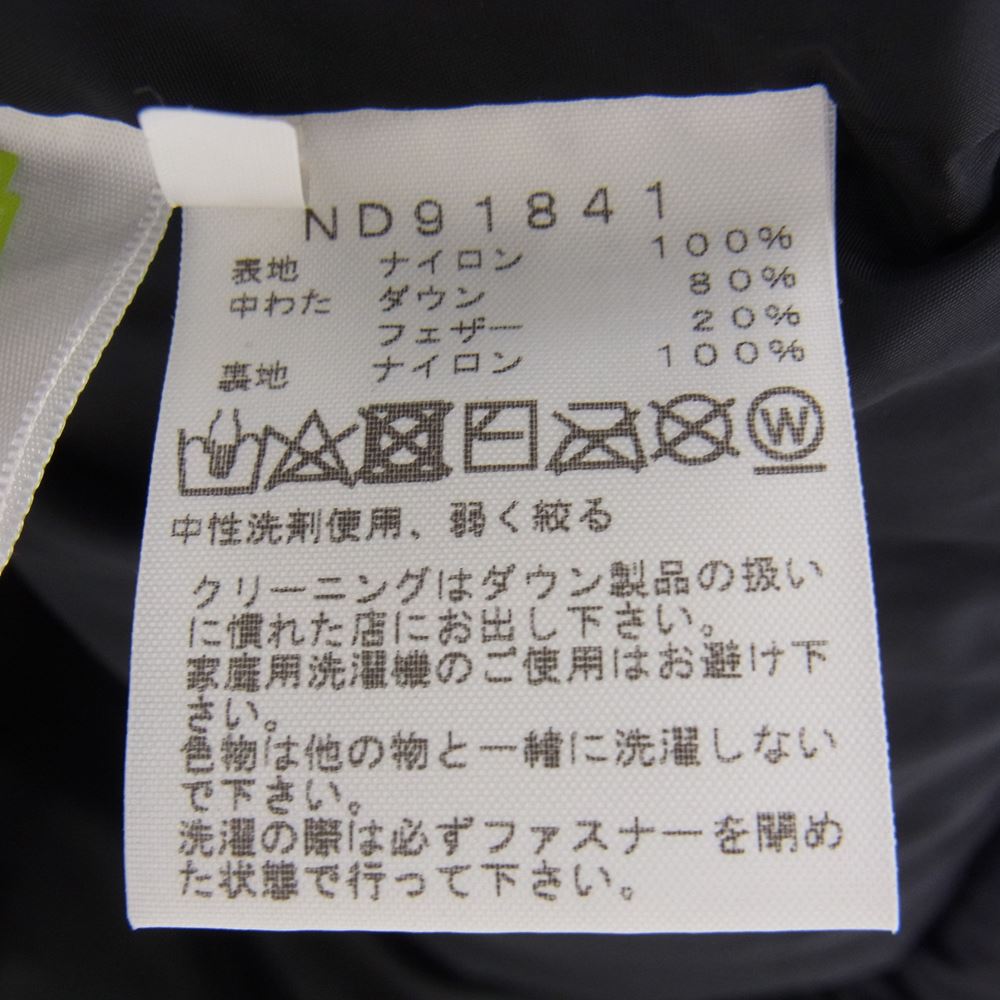 ND91841
表地 ナイロン 100%
中わた ダウン 80%
フェザー 20%
裏地 ナイロン 100%
W
中性洗剤使用、弱く絞る
クリーニングはダウン製品の扱い
に慣れた店にお出し下さい。
家庭用洗濯機のご使用はお避け下
さい。
色物は他の物と一緒に洗濯しない
で下さい。
洗濯の際は必ずファスナーを閉め
た状態で行って下さい。